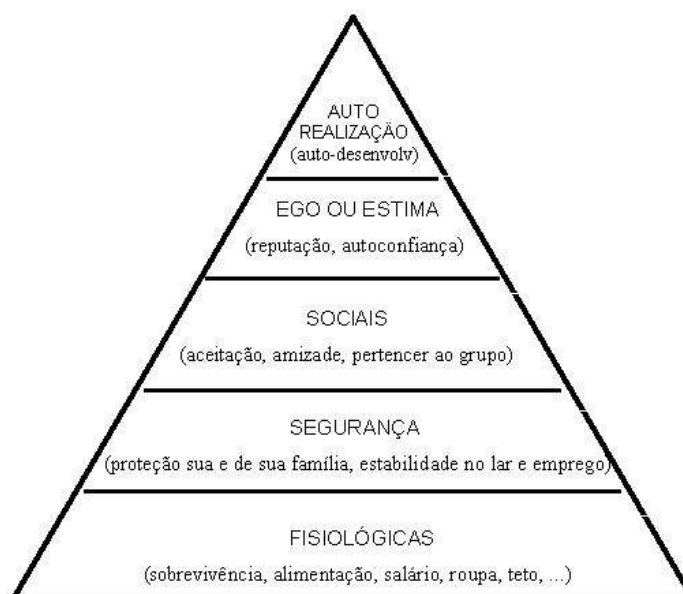 AUTO
REALIZAÇÃO
(auto-desenvolv)
EGO OU ESTIMA
(reputação, autoconfiança)
SOCIAIS
(aceitação, amizade, pertencer ao grupo)
SEGURANÇA
(proteção sua e de sua família, estabilidade no lar e emprego)
FISIOLÓGICAS
(sobrevivência, alimentação, salário, roupa, teto, ...)